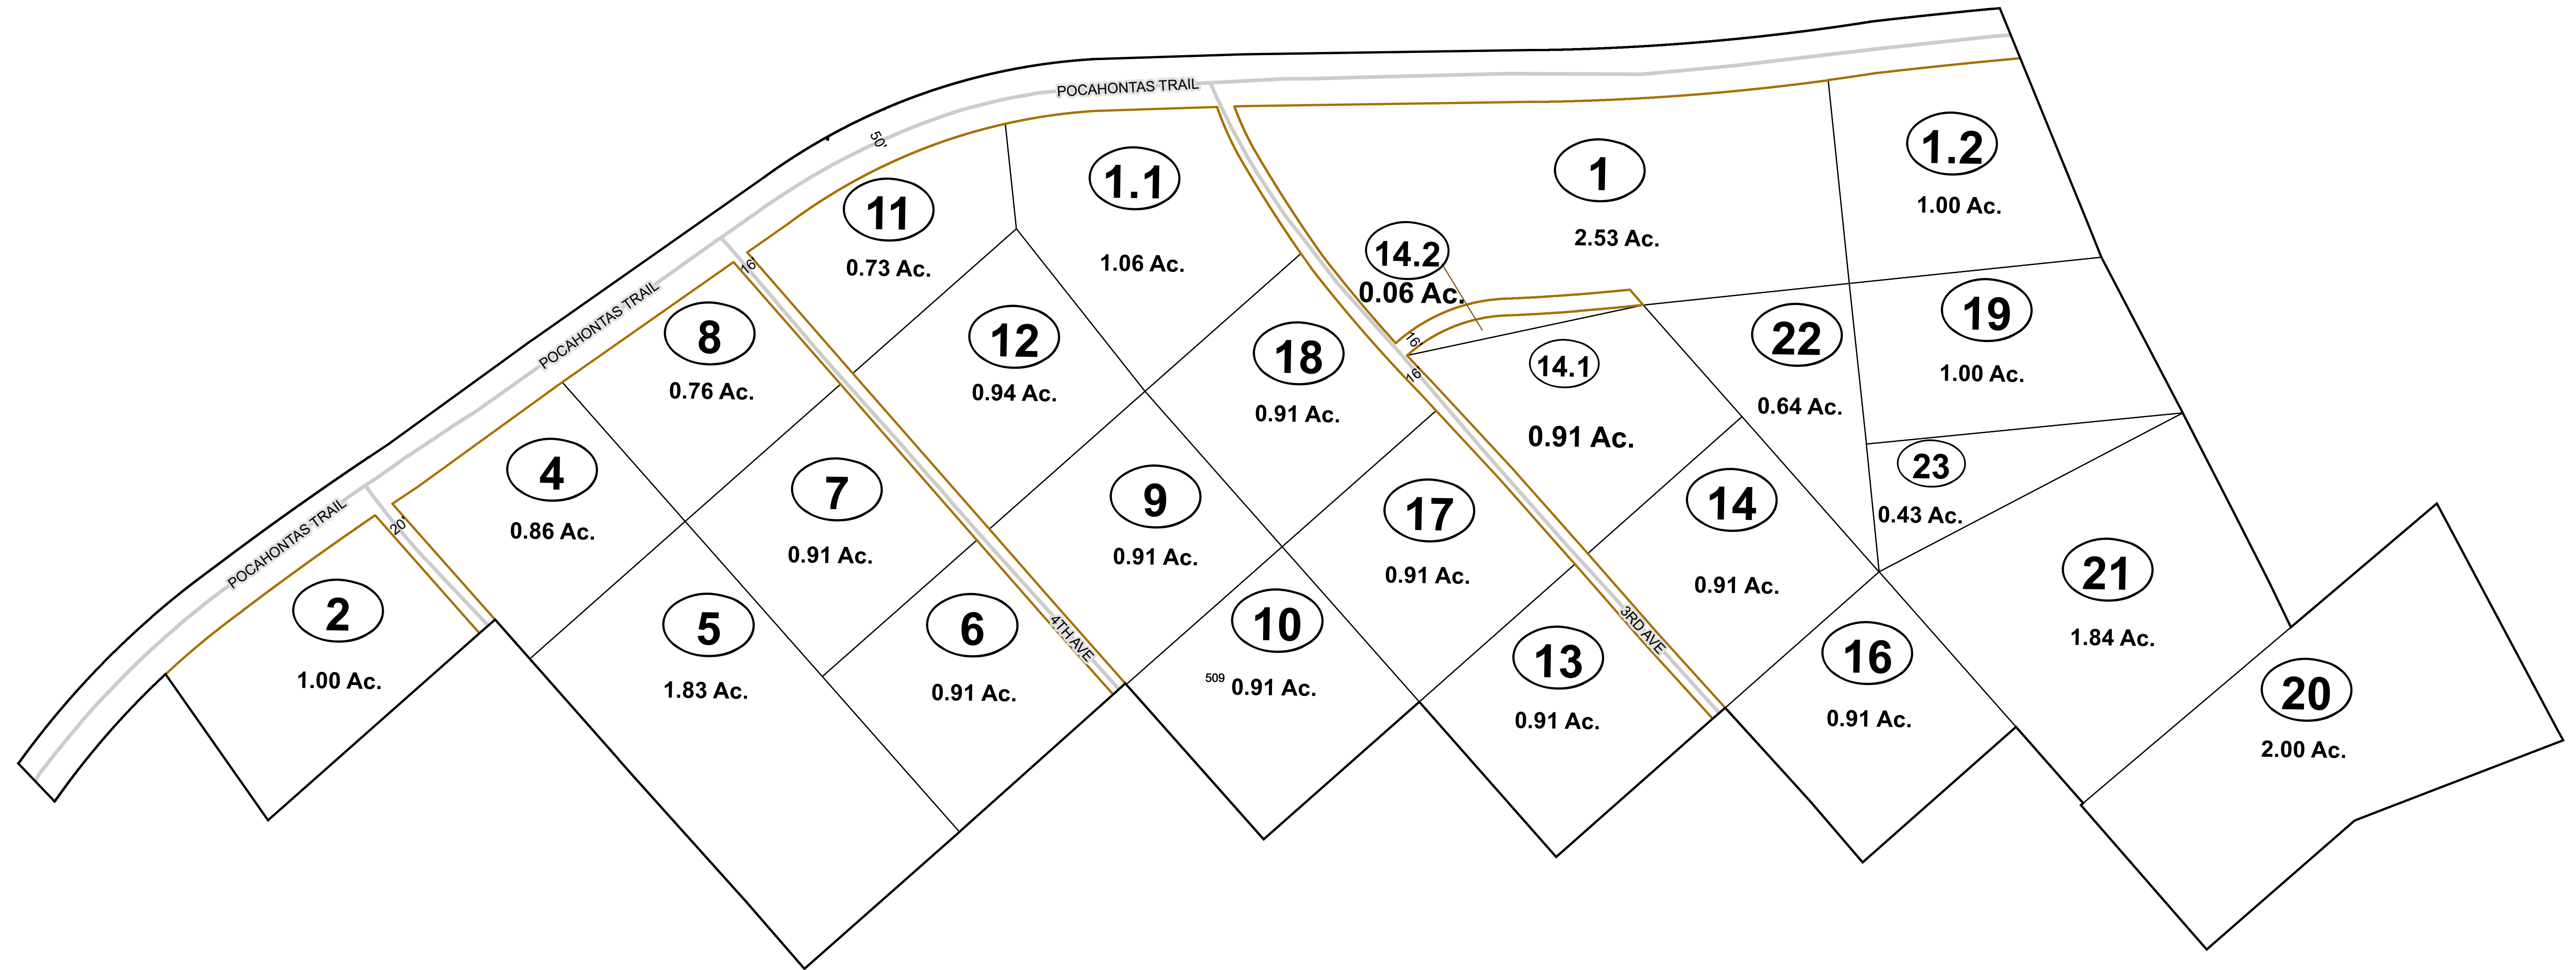 POCAHONTAS TRAIL
50'
1.1
1.06 Ac.
1
2.53 Ac.
1.2
1.00 Ac.
11
0.73 Ac.
14.2
0.06 Ac.
16'
POCAHONTAS TRAIL
8
0.76 Ac.
12
0.94 Ac.
18
0.91 Ac.
16'
16'
14.1
0.91 Ac.
22
0.64 Ac.
19
1.00 Ac.
4
0.86 Ac.
7
0.91 Ac.
9
0.91 Ac.
17
0.91 Ac.
14
0.91 Ac.
23
0.43 Ac.
POCAHONTAS TRAIL
20'
2
1.00 Ac.
5
1.83 Ac.
6
0.91 Ac.
4TH AVE
10
509
0.91 Ac.
13
0.91 Ac.
3RD AVE
16
0.91 Ac.
21
1.84 Ac.
20
2.00 Ac.